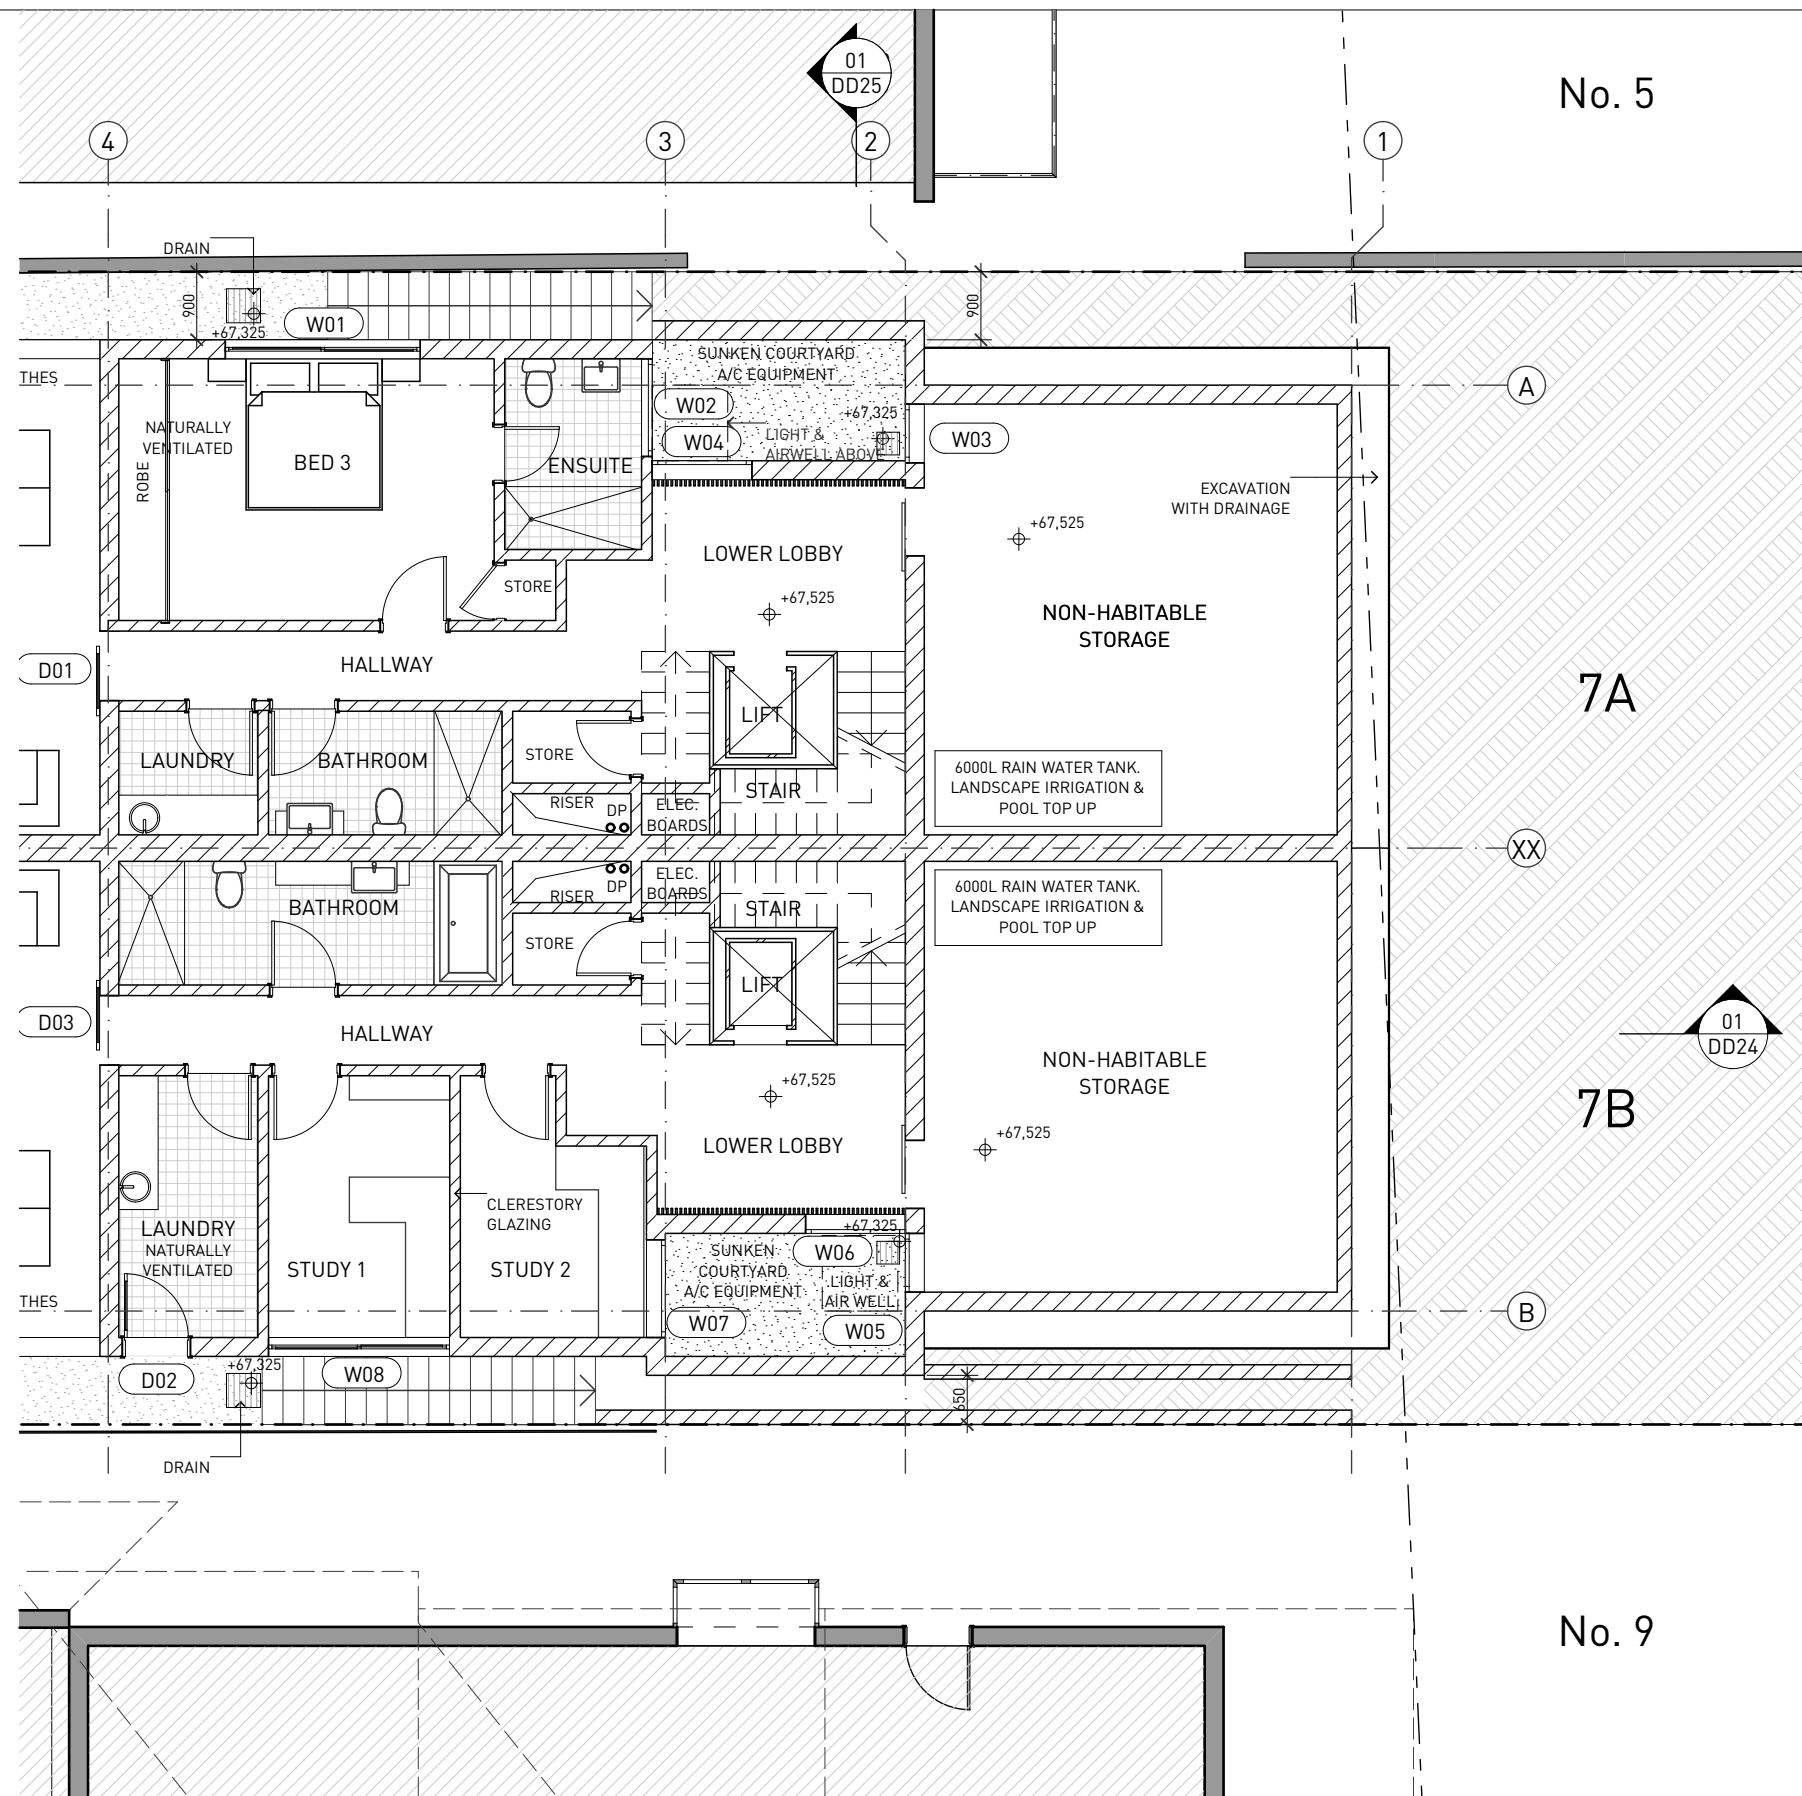 01
DD25
No. 5
4
3
2
1
DRAIN
900
900
W01
+67,325
SUNKEN COURTYARD
A/C EQUIPMENT
THES
A
W02
+67,325
NATURALLY
VENTILATED
W04
LIGHT &
AIRWELL ABOVE
W03
BED 3
ENSUITE
ROBE
EXCAVATION
WITH DRAINAGE
+67,525
LOWER LOBBY
STORE
+67,525
NON-HABITABLE
STORAGE
D01
HALLWAY
7A
LIFT
LAUNDRY
BATHROOM
STORE
6000L RAIN WATER TANK.
LANDSCAPE IRRIGATION &
POOL TOP UP
STAIR
RISER
DP
ELEC.
BOARDS
XX
RISER
DP
ELEC.
BOARDS
6000L RAIN WATER TANK.
LANDSCAPE IRRIGATION &
POOL TOP UP
BATHROOM
STAIR
STORE
LIFT
D03
HALLWAY
01
DD24
NON-HABITABLE
STORAGE
+67,525
7B
+67,525
LOWER LOBBY
CLERESTORY
GLAZING
LAUNDRY
NATURALLY
VENTILATED
+67,325
SUNKEN
COURTYARD
A/C EQUIPMENT
W06
STUDY 1
STUDY 2
LIGHT &
AIR WELL
THES
B
W07
W05
+67,325
D02
W08
650
DRAIN
No. 9